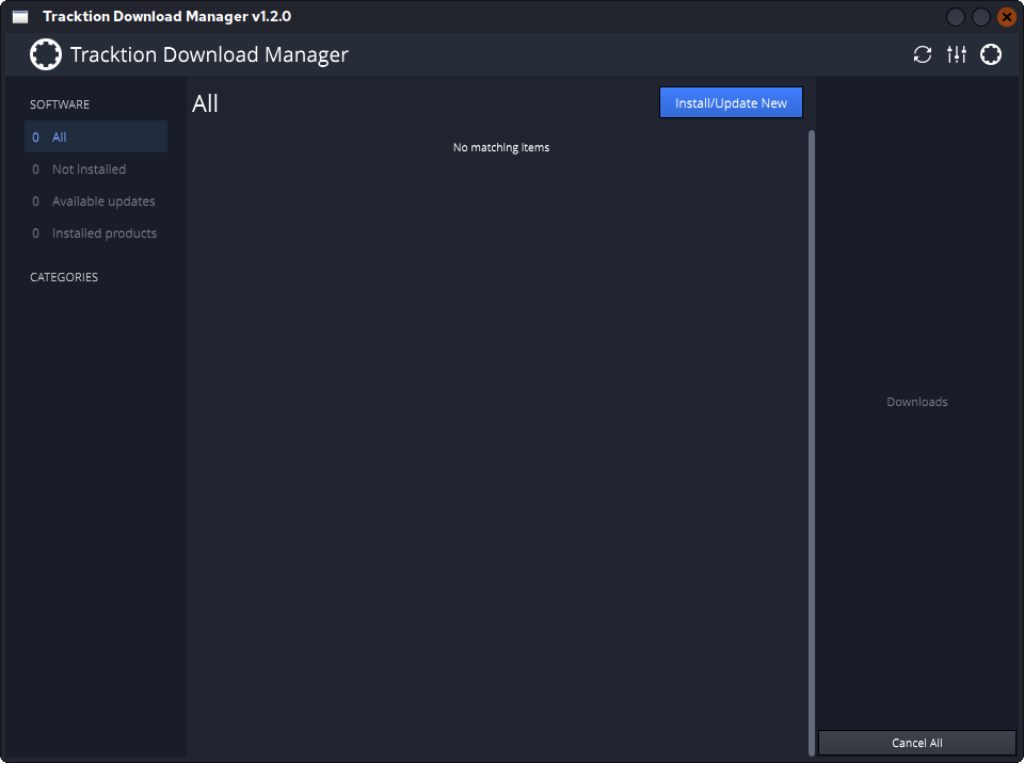 Tracktion Download Manager v1.2.0
Tracktion Download Manager
SOFTWARE
0 All
0 Not installed
0 Available updates
0 Installed products
CATEGORIES
All
Install/Update New
No matching items
Downloads
Cancel All